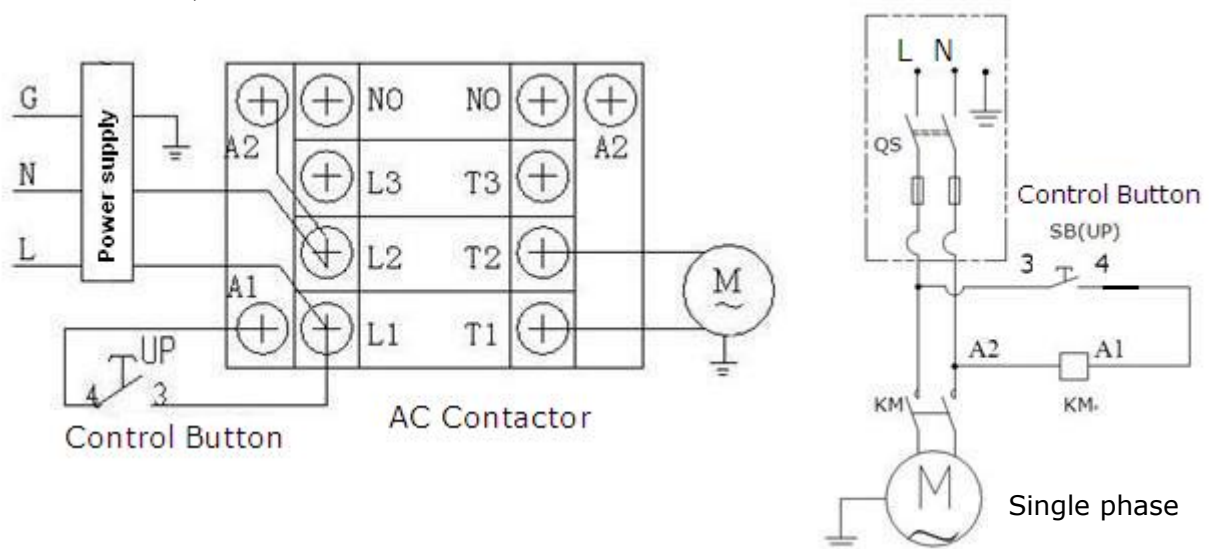 G
N
L
Power supply
A2
NO
NO
A2
L3
T3
L2
T2
A1
L1
T1
M
UP
4
3
Control Button
AC Contactor
L N
QS
Control Button
SB(UP)
3
4
A2
A1
KM
KM.
M
Single phase